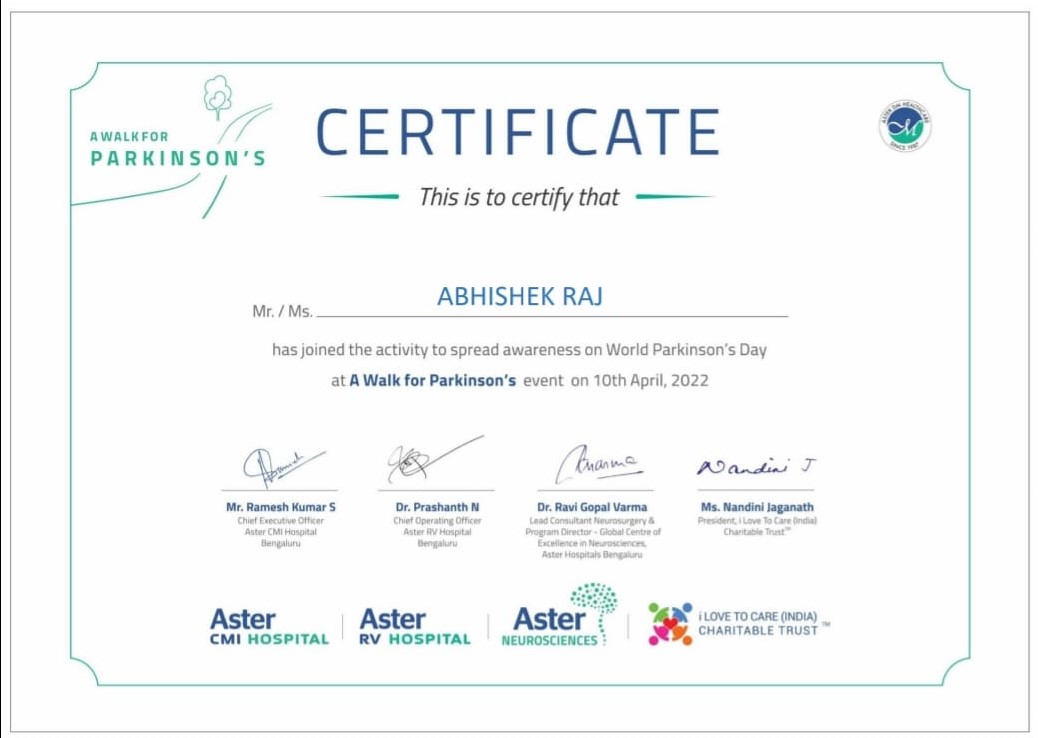 A WALK FOR
PARKINSON'S
CERTIFICATE
ASTER DM HEALTHCARE
SINCE 1987
This is to certify that
Mr. / Ms. ABHISHEK RAJ
has joined the activity to spread awareness on World Parkinson's Day
at A Walk for Parkinson's event on 10th April, 2022
Nandini J
Mr. Ramesh Kumar S
Chief Executive Officer
Aster CMI Hospital
Bengaluru
Dr. Prashanth N
Chief Operating Officer
Aster RV Hospital
Bengaluru
Dr. Ravi Gopal Varma
Lead Consultant Neurosurgery &
Program Director - Global Centre of
Excellence in Neurosciences,
Aster Hospitals Bengaluru
Ms. Nandini Jaganath
President, i Love To Care (India)
Charitable Trust™
Aster
CMI HOSPITAL
Aster
RV HOSPITAL
Aster
NEUROSCIENCES
i LOVE TO CARE (INDIA)
CHARITABLE TRUST ™